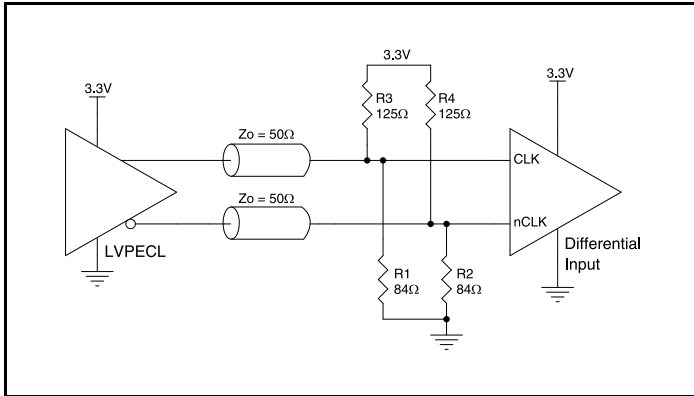 3.3V
3.3V
3.3V
R3
125Ω
R4
125Ω
Zo = 50Ω
CLK
Zo = 50Ω
nCLK
LVPECL
Differential
Input
R1
84Ω
R2
84Ω